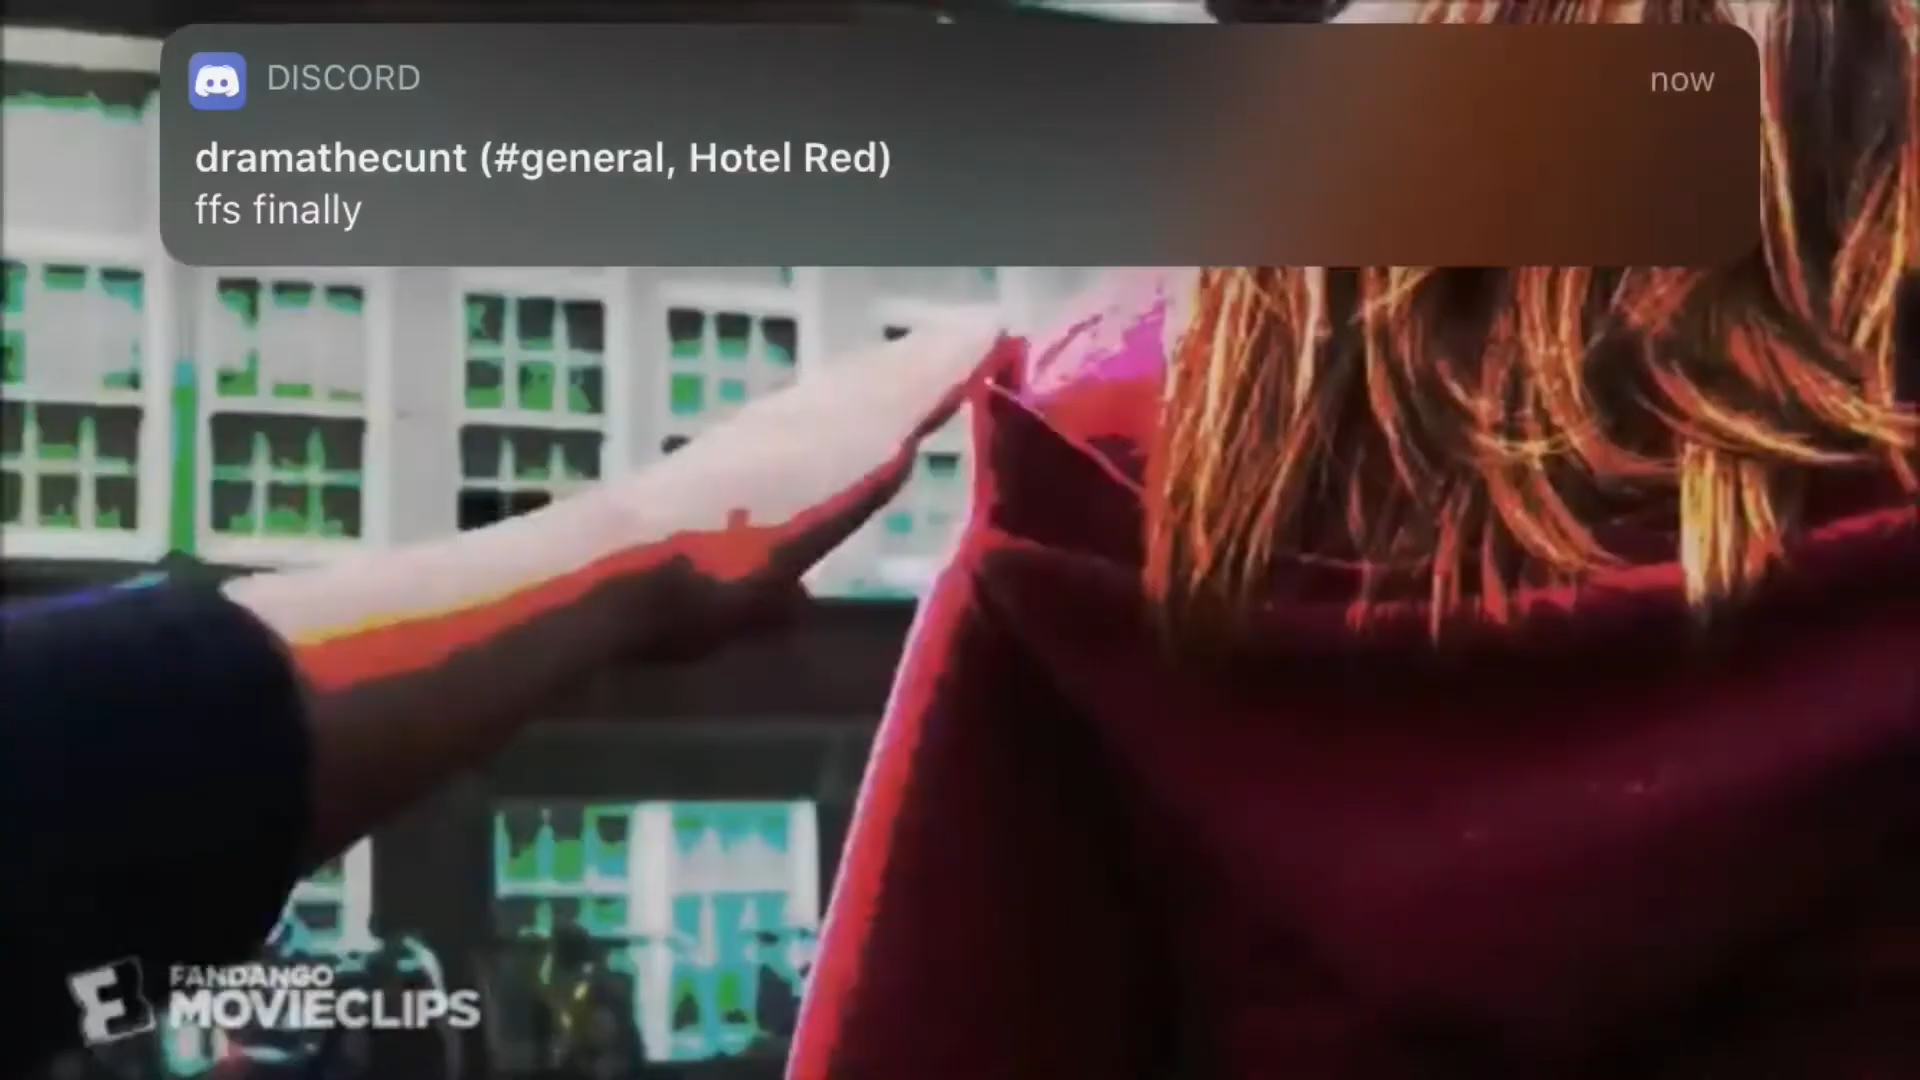 DISCORD
now
dramathecunt (#general, Hotel Red)
ffs finally
FANDANGO
MOVIECLIPS